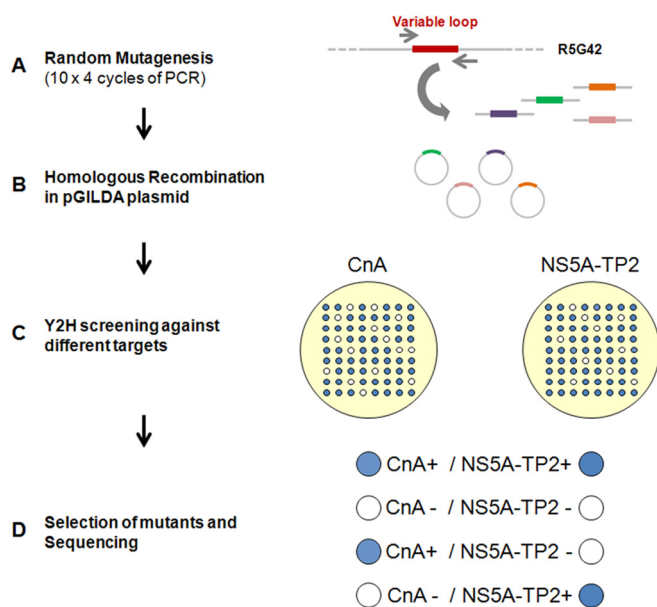 Variable loop
A
Random Mutagenesis
(10 x 4 cycles of PCR)
R5G42
B
Homologous Recombination
in pGILDA plasmid
CnA
NS5A-TP2
C
Y2H screening against
different targets
CnA+ / NS5A-TP2+
CnA - / NS5A-TP2 -
D
Selection of mutants and
Sequencing
CnA+ / NS5A-TP2 -
CnA - / NS5A-TP2+